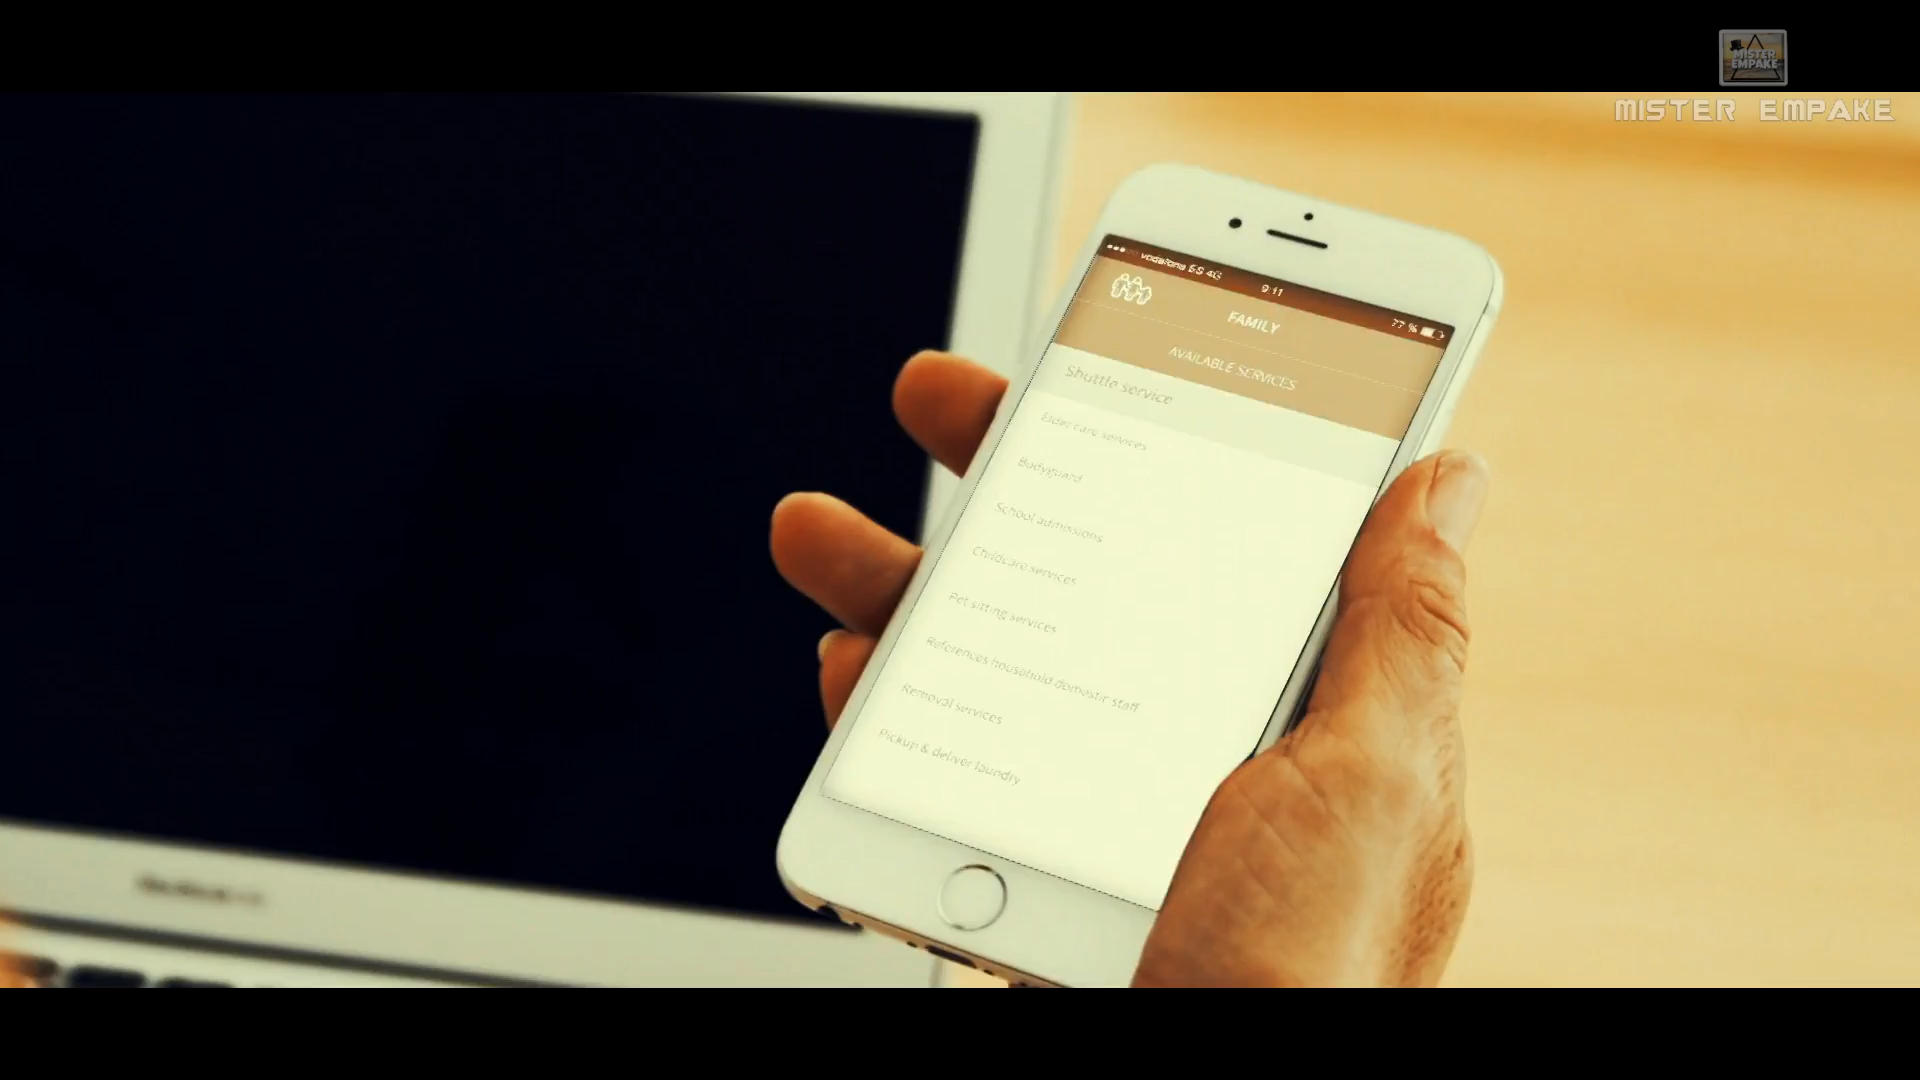 MISTER
EMPAKE
MISTER EMPAKE
vodafone ES 4G
9:11
77 %
FAMILY
AVAILABLE SERVICES
Shuttle service
Elder care services
Bodyguard
School admissions
Childcare services
Pet sitting services
References household domestic staff
Removal services
Pickup & deliver laundry